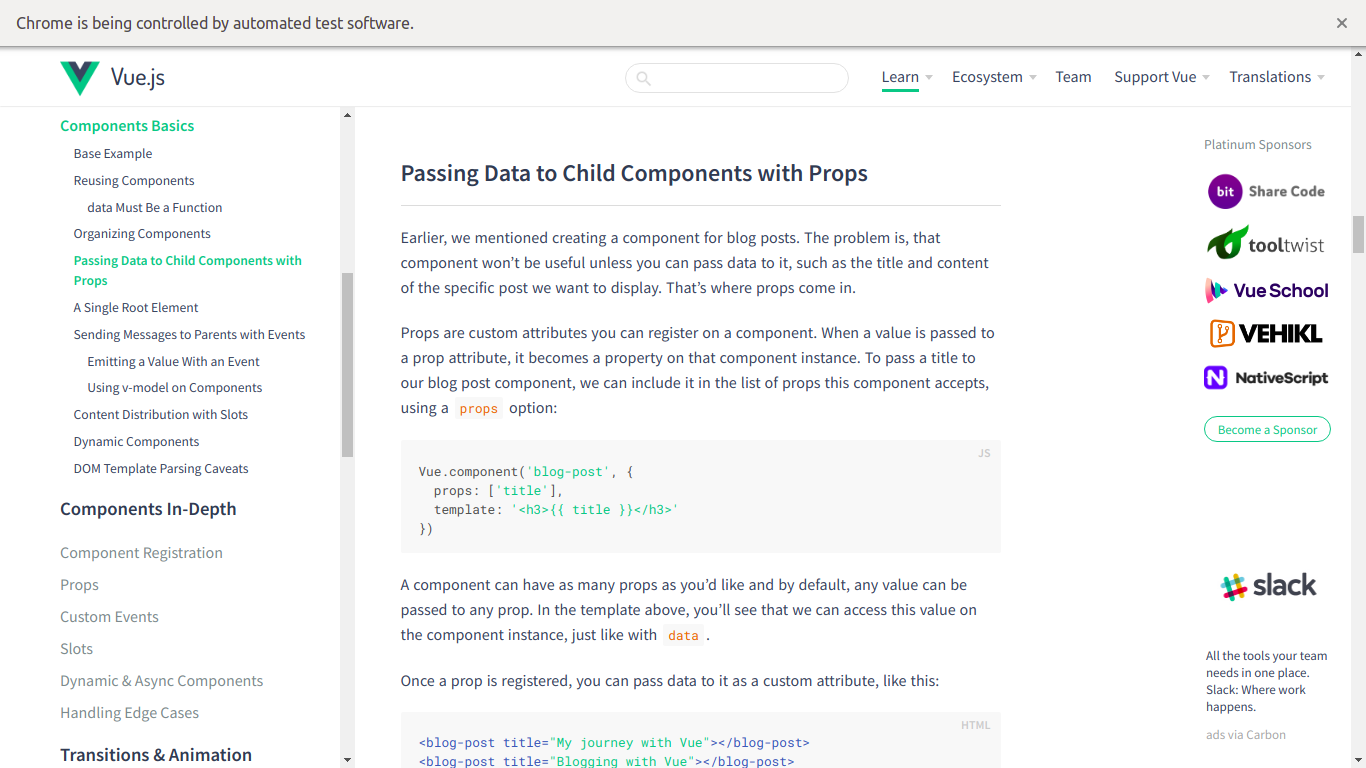 Chrome is being controlled by automated test software.
Vue.js
Learn
Ecosystem
Team
Support Vue
Translations
Components Basics
Base Example
Reusing Components
data Must Be a Function
Organizing Components
Passing Data to Child Components with
Props
A Single Root Element
Sending Messages to Parents with Events
Emitting a Value With an Event
Using v-model on Components
Content Distribution with Slots
Dynamic Components
DOM Template Parsing Caveats
Components In-Depth
Component Registration
Props
Custom Events
Slots
Dynamic & Async Components
Handling Edge Cases
Transitions & Animation
Passing Data to Child Components with Props
Earlier, we mentioned creating a component for blog posts. The problem is, that
component won’t be useful unless you can pass data to it, such as the title and content
of the specific post we want to display. That’s where props come in.
Props are custom attributes you can register on a component. When a value is passed to
a prop attribute, it becomes a property on that component instance. To pass a title to
our blog post component, we can include it in the list of props this component accepts,
using a props option:
JS
Vue.component('blog-post', {
props: ['title'],
template: '<h3>{{ title }}</h3>'
})
A component can have as many props as you’d like and by default, any value can be
passed to any prop. In the template above, you’ll see that we can access this value on
the component instance, just like with data.
Once a prop is registered, you can pass data to it as a custom attribute, like this:
HTML
<blog-post title="My journey with Vue"></blog-post>
<blog-post title="Blogging with Vue"></blog-post>
Platinum Sponsors
bit Share Code
tooltwist
Vue School
VEHIKL
NativeScript
Become a Sponsor
slack
All the tools your team
needs in one place.
Slack: Where work
happens.
ads via Carbon